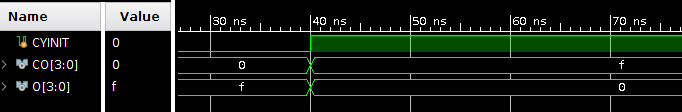 Name Value 30 ns 40 ns 50 ns 60 ns 70 ns
CYINIT 0
CO[3:0] 0 0 f
O[3:0] f f 0